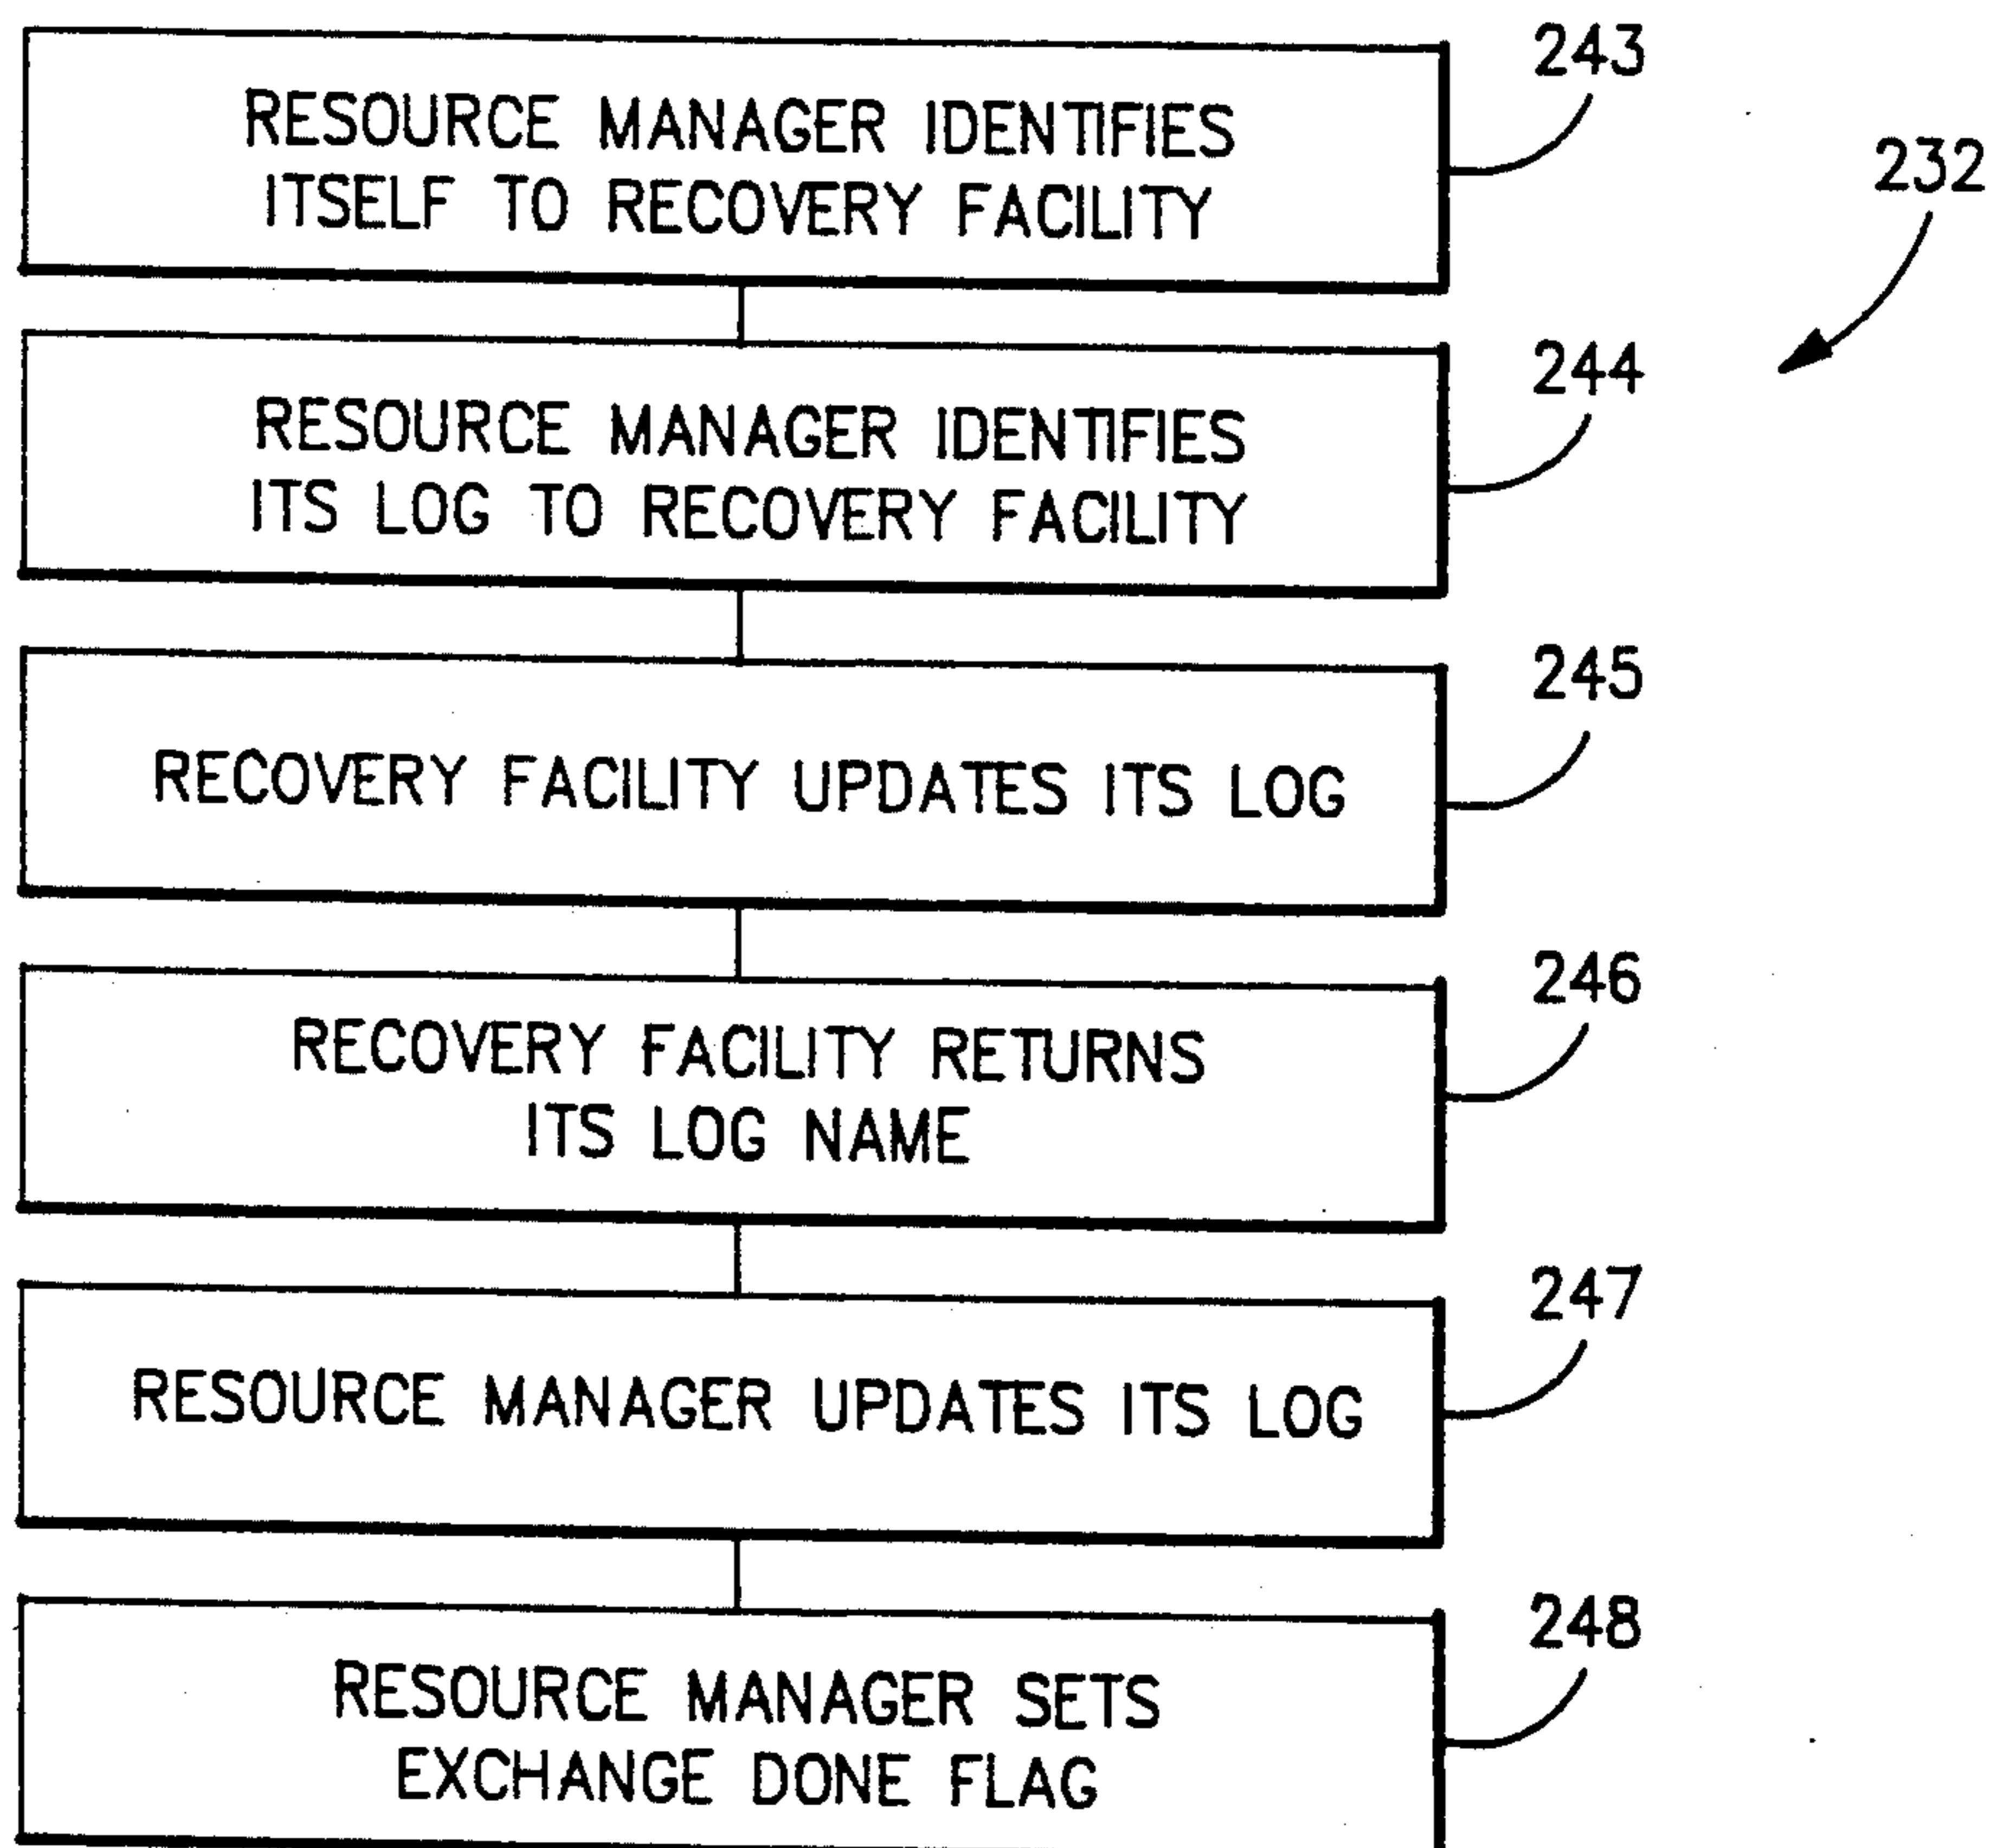 243
RESOURCE MANAGER IDENTIFIES
ITSELF TO RECOVERY FACILITY
232
244
RESOURCE MANAGER IDENTIFIES
ITS LOG TO RECOVERY FACILITY
245
RECOVERY FACILITY UPDATES ITS LOG
246
RECOVERY FACILITY RETURNS
ITS LOG NAME
247
RESOURCE MANAGER UPDATES ITS LOG
248
RESOURCE MANAGER SETS
EXCHANGE DONE FLAG